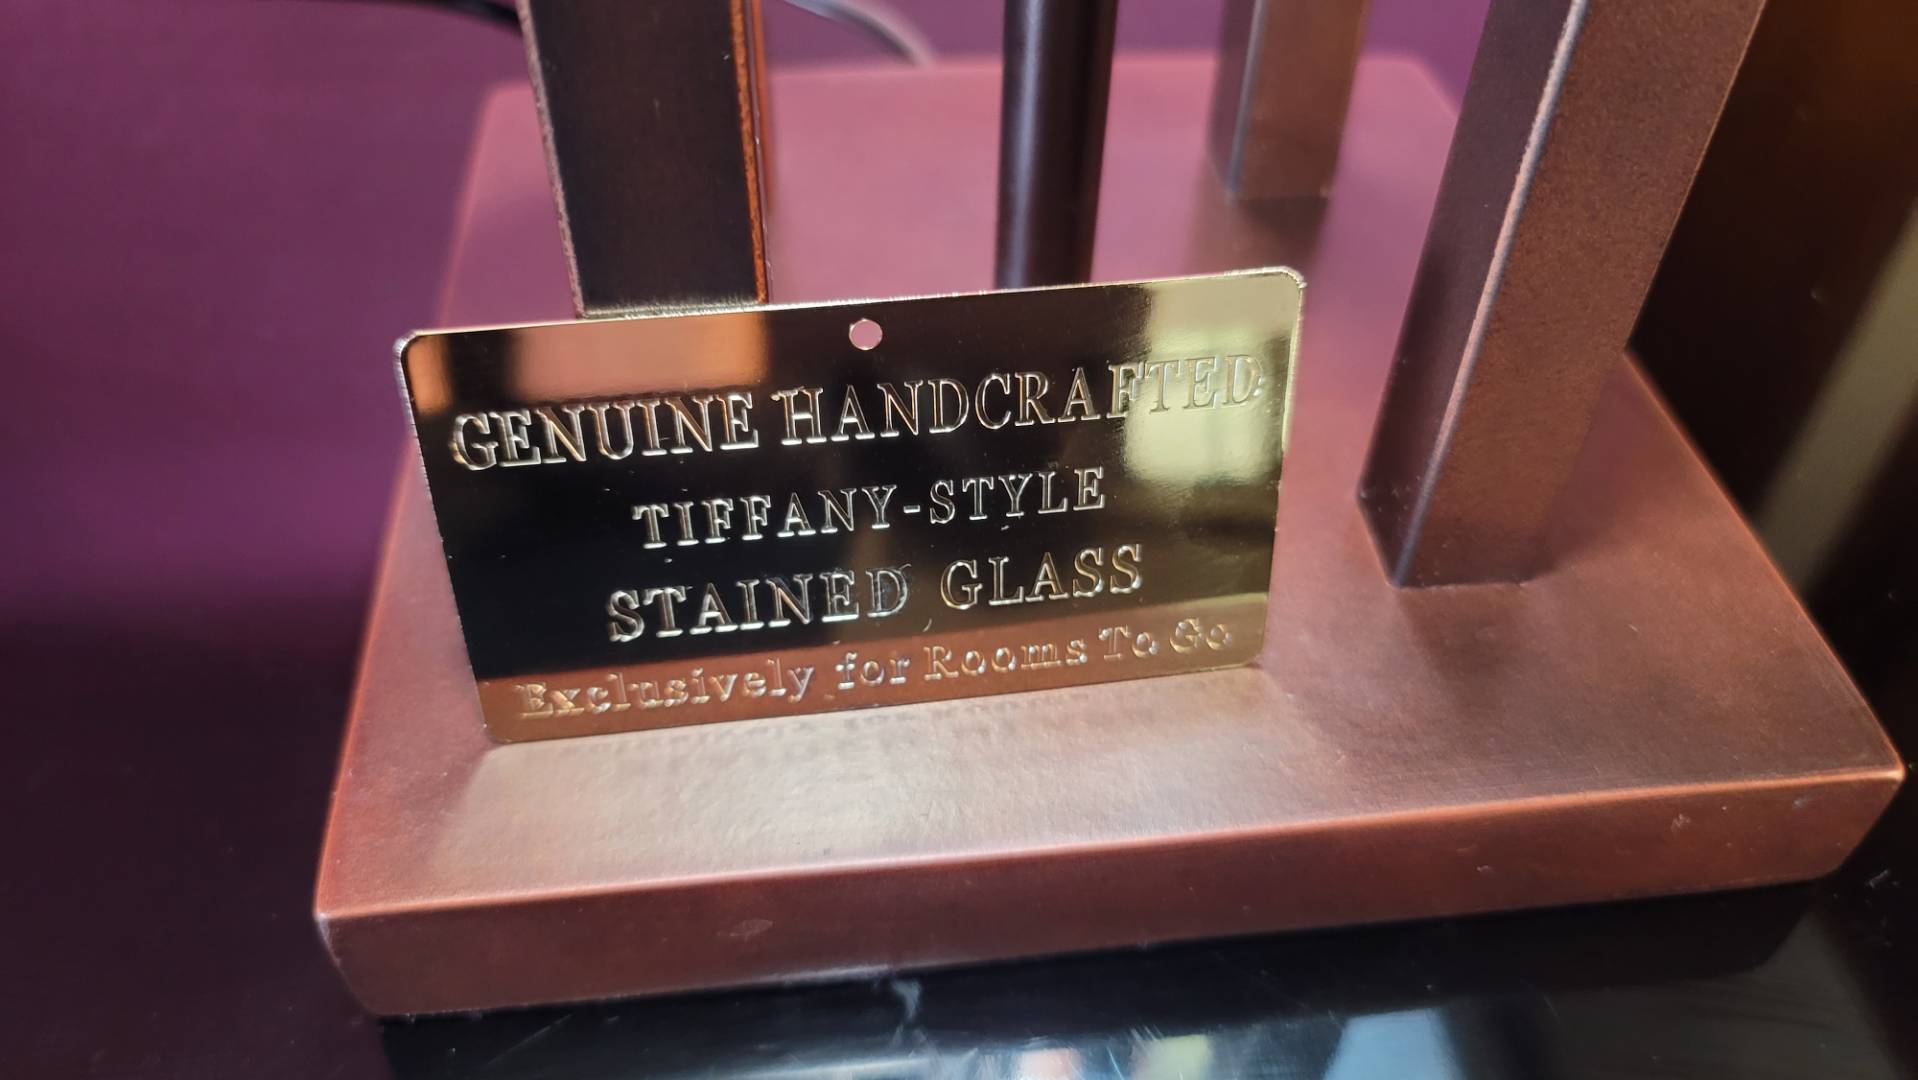 GENUINE HANDCRAFTED
TIFFANY-STYLE
STAINED GLASS
Exclusively for Rooms To Go